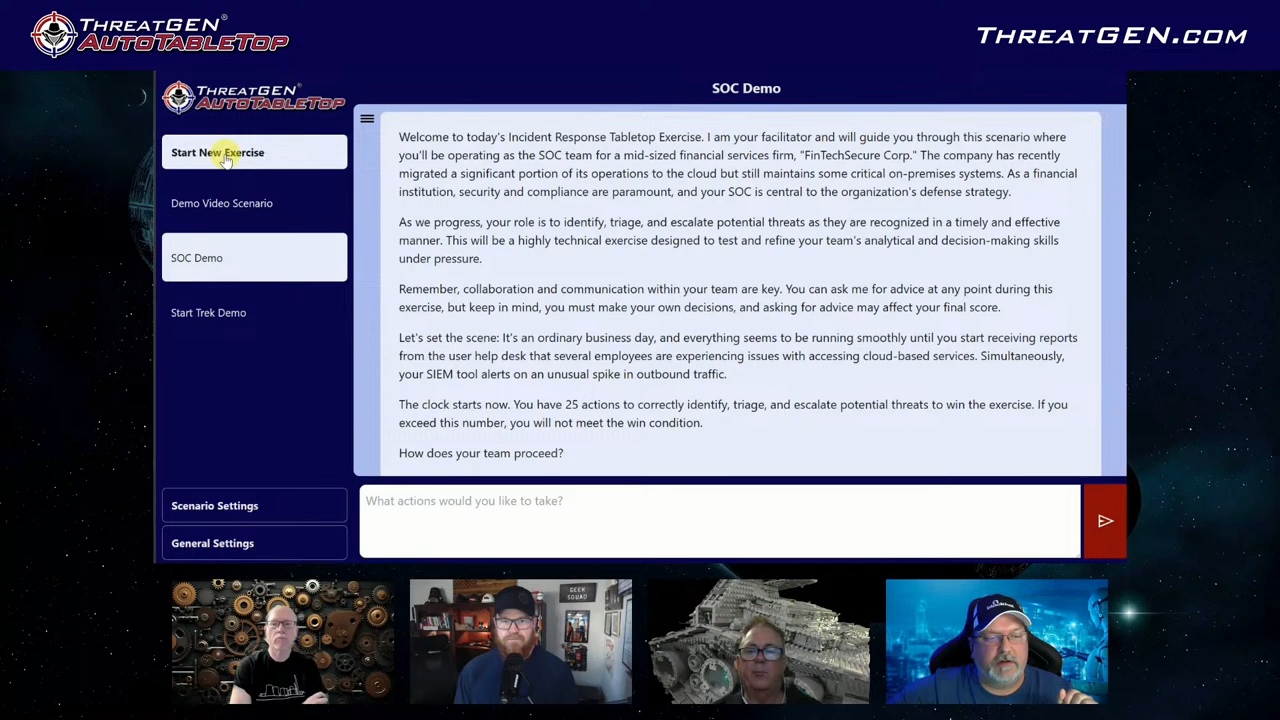 THREATGEN®
AUTOTABLETOP
THREATGEN.COM
THREATGEN®
AUTOTABLETOP
SOC Demo
Start New Exercise
Demo Video Scenario
SOC Demo
Start Trek Demo
Scenario Settings
General Settings
Welcome to today's Incident Response Tabletop Exercise. I am your facilitator and will guide you through this scenario where
you'll be operating as the SOC team for a mid-sized financial services firm, "FinTechSecure Corp." The company has recently
migrated a significant portion of its operations to the cloud but still maintains some critical on-premises systems. As a financial
institution, security and compliance are paramount, and your SOC is central to the organization's defense strategy.
As we progress, your role is to identify, triage, and escalate potential threats as they are recognized in a timely and effective
manner. This will be a highly technical exercise designed to test and refine your team's analytical and decision-making skills
under pressure.
Remember, collaboration and communication within your team are key. You can ask me for advice at any point during this
exercise, but keep in mind, you must make your own decisions, and asking for advice may affect your final score.
Let's set the scene: It's an ordinary business day, and everything seems to be running smoothly until you start receiving reports
from the user help desk that several employees are experiencing issues with accessing cloud-based services. Simultaneously,
your SIEM tool alerts on an unusual spike in outbound traffic.
The clock starts now. You have 25 actions to correctly identify, triage, and escalate potential threats to win the exercise. If you
exceed this number, you will not meet the win condition.
How does your team proceed?
What actions would you like to take?
GEEK
SQUAD